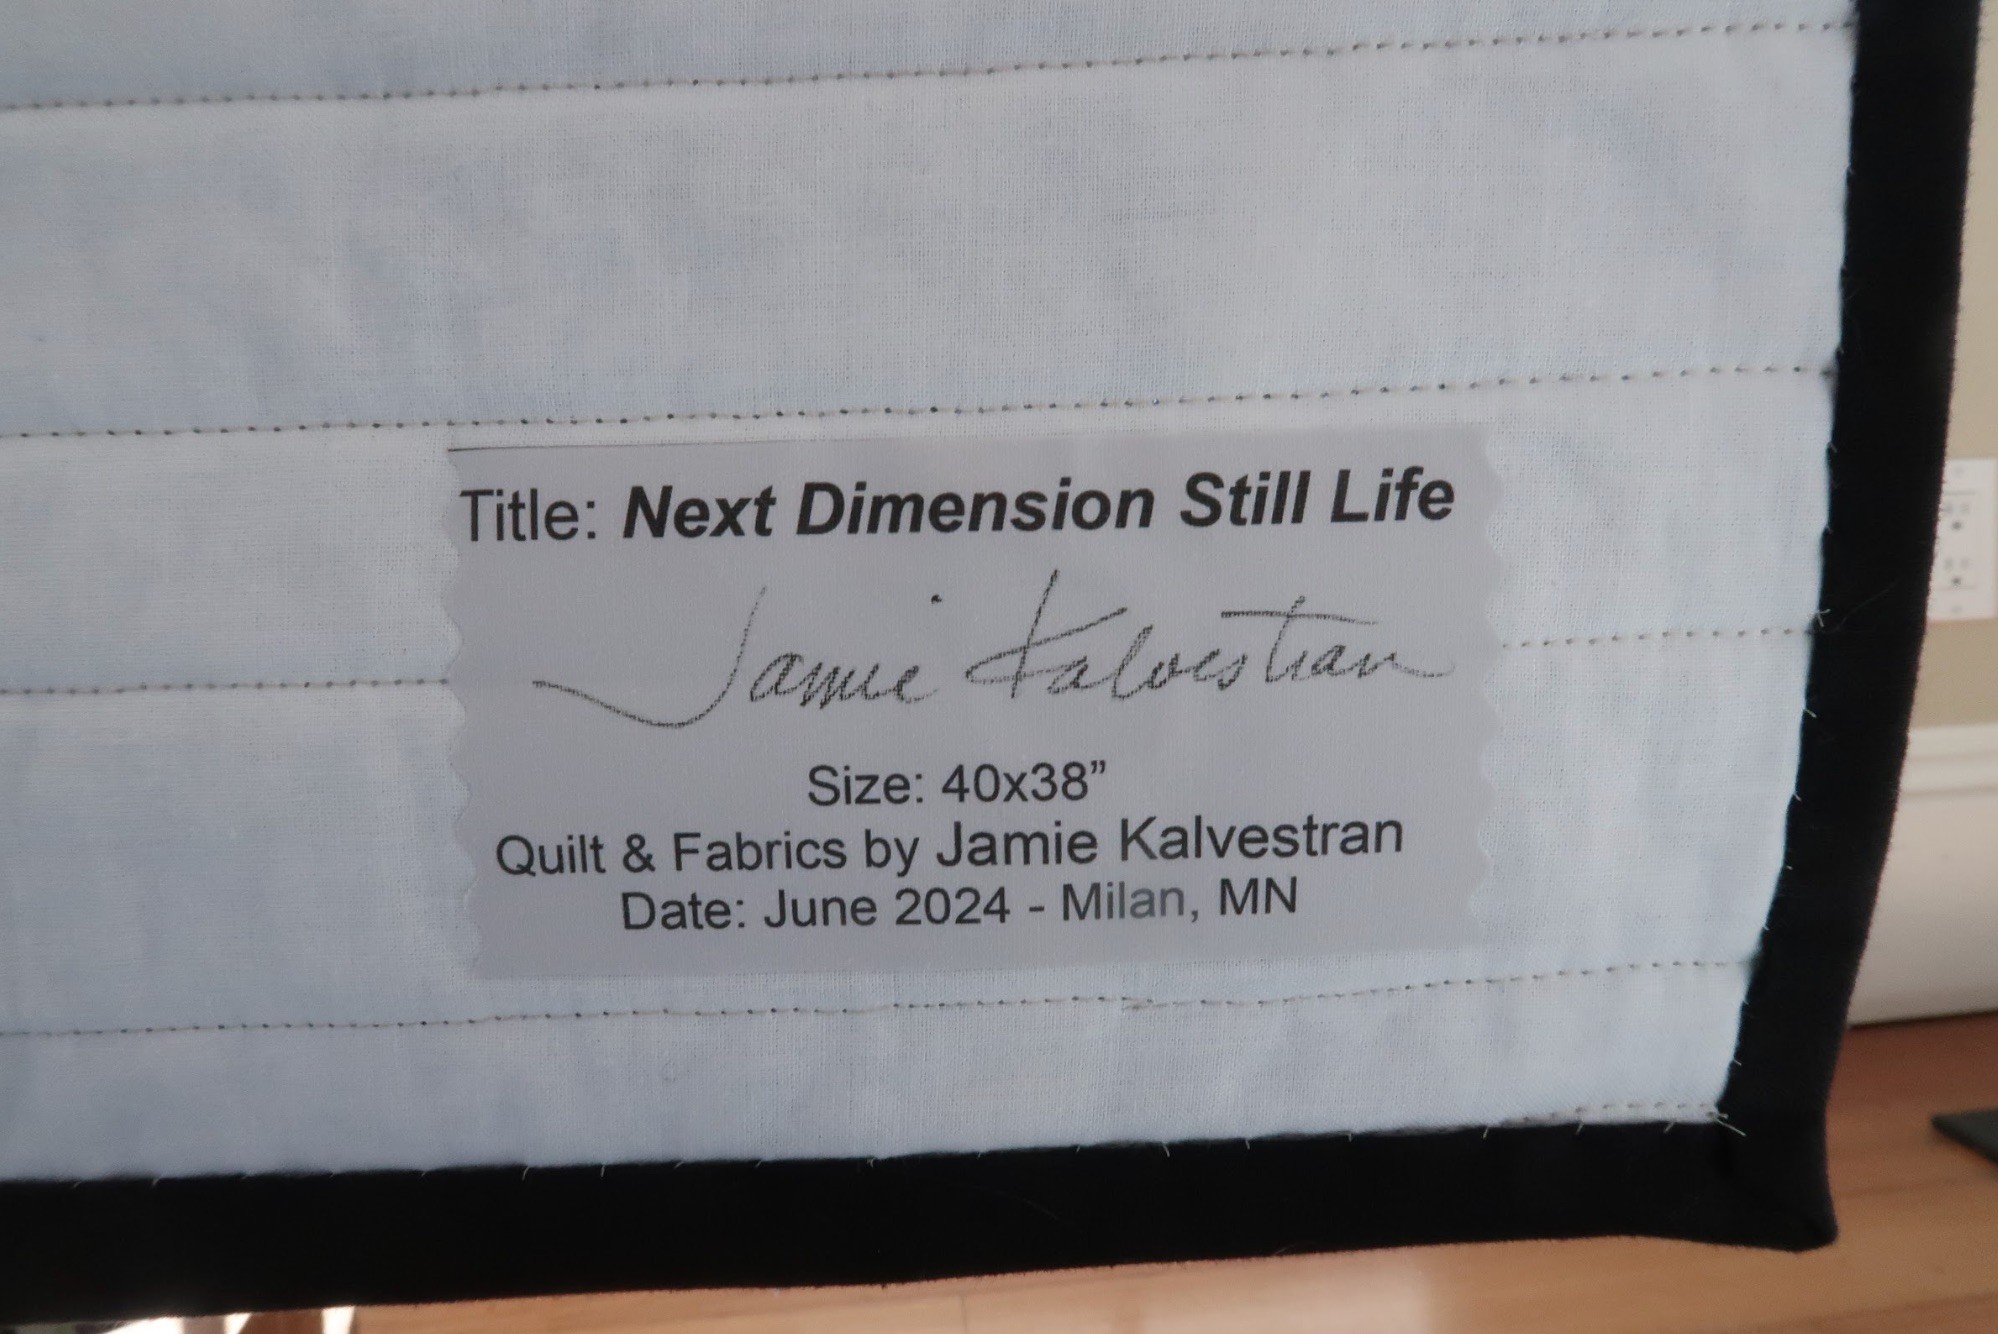 Title: Next Dimension Still Life
Jamie Kalvestran
Size: 40x38”
Quilt & Fabrics by Jamie Kalvestran
Date: June 2024 - Milan, MN